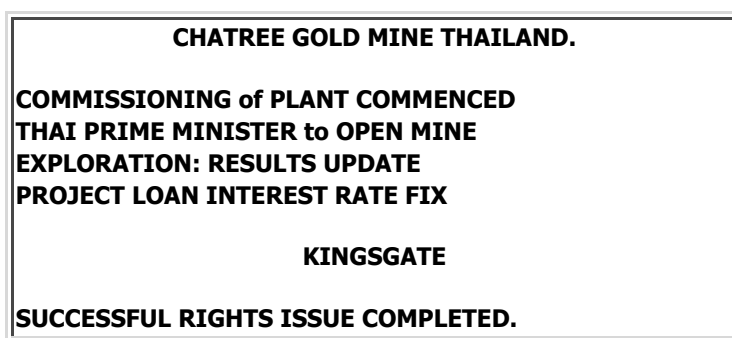 CHATREE GOLD MINE THAILAND.
COMMISSIONING of PLANT COMMENCED
THAI PRIME MINISTER to OPEN MINE
EXPLORATION: RESULTS UPDATE
PROJECT LOAN INTEREST RATE FIX
KINGSGATE
SUCCESSFUL RIGHTS ISSUE COMPLETED.